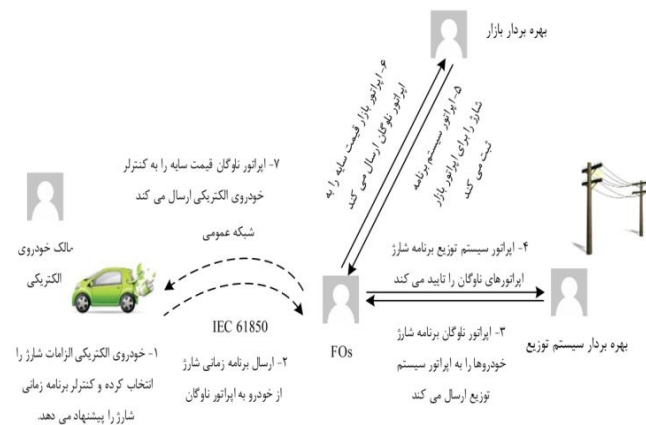 بهره بردار بازار
۶- اپراتور بازار قیمت سایه را به
اپراتور ناوگان ارسال می کند
۵- اپراتور سیستم برنامه
شارژ را برای اپراتور بازار
ثبت می کند
۷- اپراتور ناوگان قیمت سایه را به کنترلر
خودروی الکتریکی ارسال می کند
شبکه عمومی
مالک خودروی
الکتریکی
۴- اپراتور سیستم توزیع برنامه شارژ
اپراتورهای ناوگان را تایید می کند
IEC 61850
FOs
۳- اپراتور ناوگان برنامه شارژ
خودروها را به اپراتور سیستم
توزیع ارسال می کند
بهره بردار سیستم توزیع
۱- خودروی الکتریکی الزامات شارژ را
انتخاب کرده و کنترلر برنامه زمانی
شارژ را پیشنهاد می دهد.
۲- ارسال برنامه زمانی شارژ
از خودرو به اپراتور ناوگان